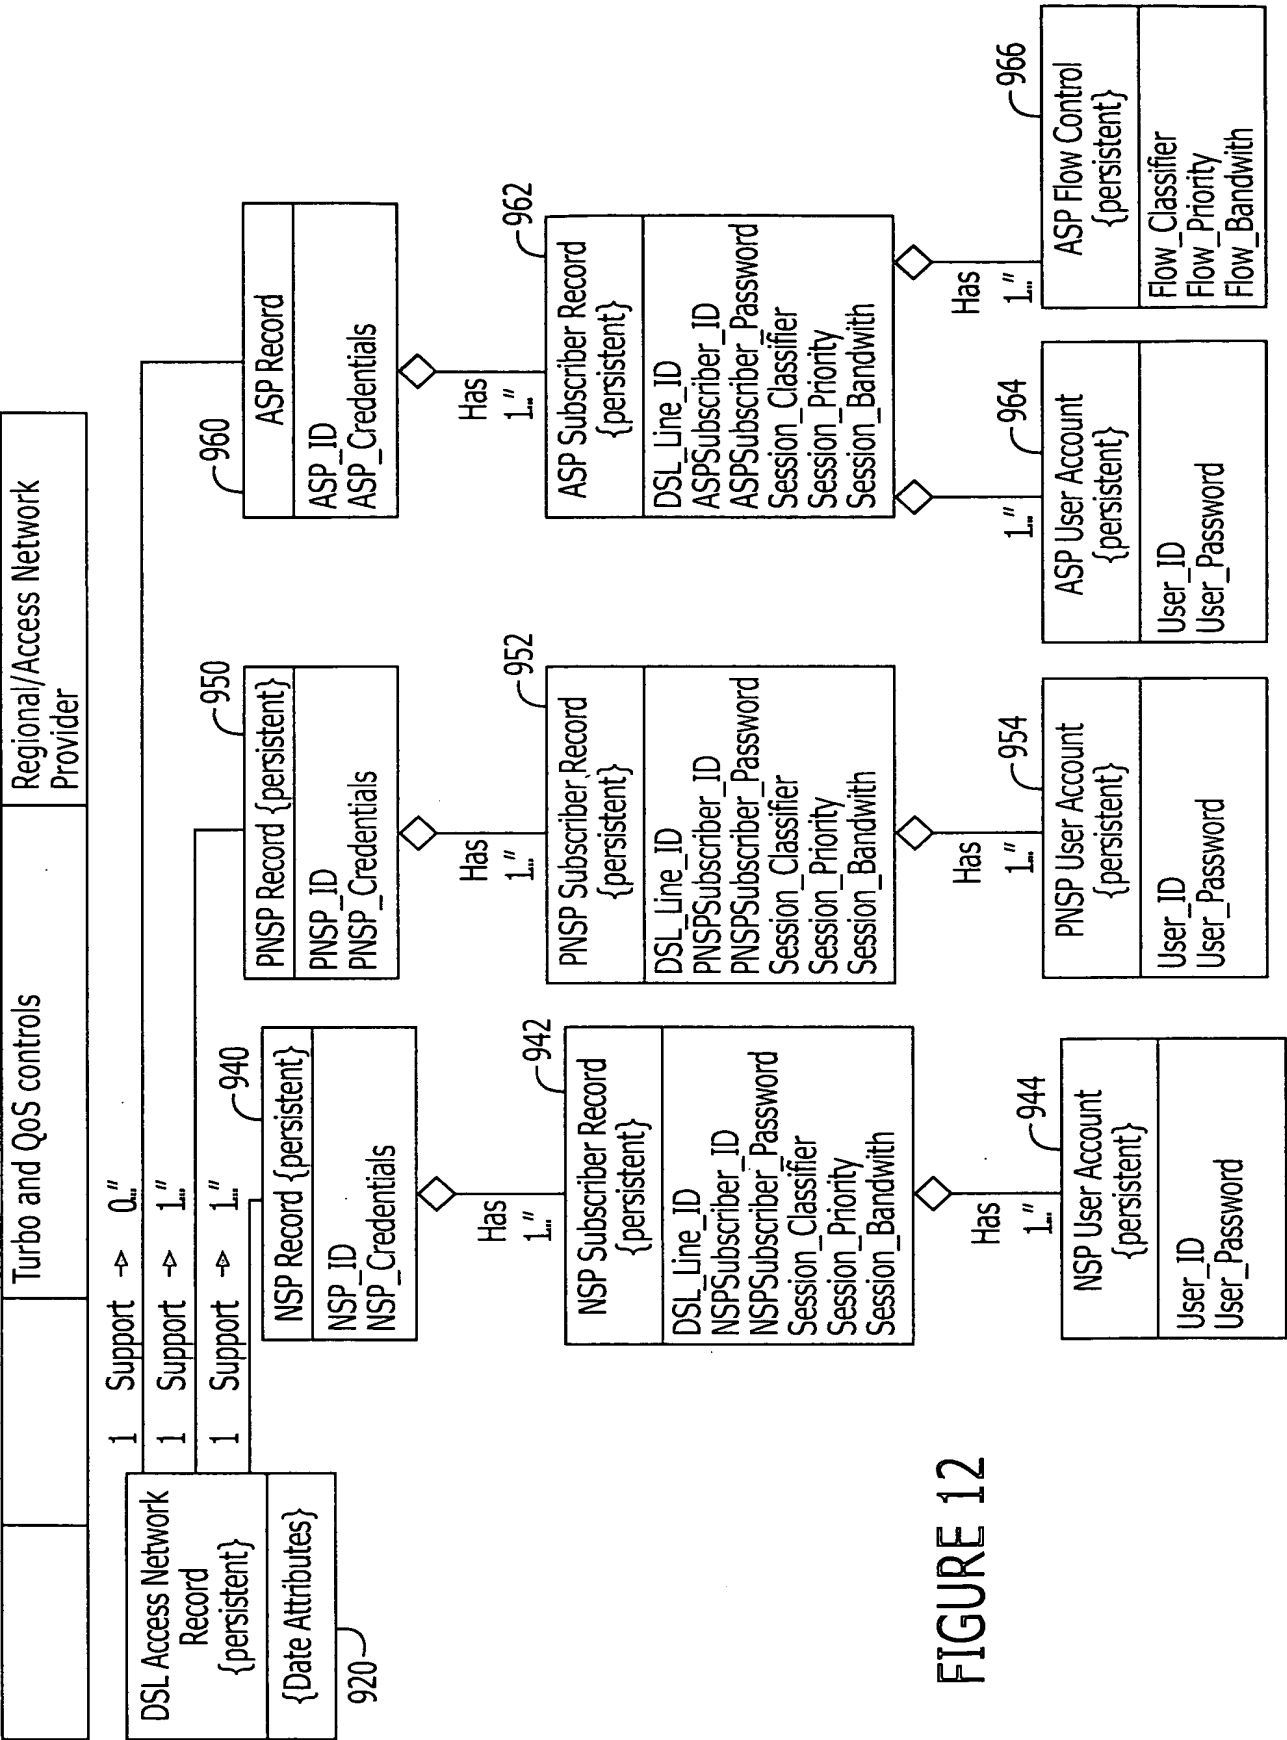 Turbo and QoS controls
Regional/Access Network
Provider
DSL Access Network
Record
{persistent}
{Date Attributes}
920
1 Support 0.."
1 Support 1.."
1 Support 1.."
940
NSP Record {persistent}
NSP_ID
NSP_Credentials
Has
1.."
942
NSP Subscriber Record
{persistent}
DSL_Line_ID
NSPSubscriber_ID
NSPSubscriber_Password
Session_Classifier
Session_Priority
Session_Bandwith
Has
1.."
944
NSP User Account
{persistent}
User_ID
User_Password
950
PNSP Record {persistent}
PNSP_ID
PNSP_Credentials
Has
1.."
952
PNSP Subscriber Record
{persistent}
DSL_Line_ID
PNSPSubscriber_ID
PNSPSubscriber_Password
Session_Classifier
Session_Priority
Session_Bandwith
Has
1.."
954
PNSP User Account
{persistent}
User_ID
User_Password
960
ASP Record
ASP_ID
ASP_Credentials
Has
1.."
962
ASP Subscriber Record
{persistent}
DSL_Line_ID
ASPSubscriber_ID
ASPSubscriber_Password
Session_Classifier
Session_Priority
Session_Bandwith
1.."
964
ASP User Account
{persistent}
User_ID
User_Password
Has
1.."
966
ASP Flow Control
{persistent}
Flow_Classifier
Flow_Priority
Flow_Bandwith
FIGURE 12